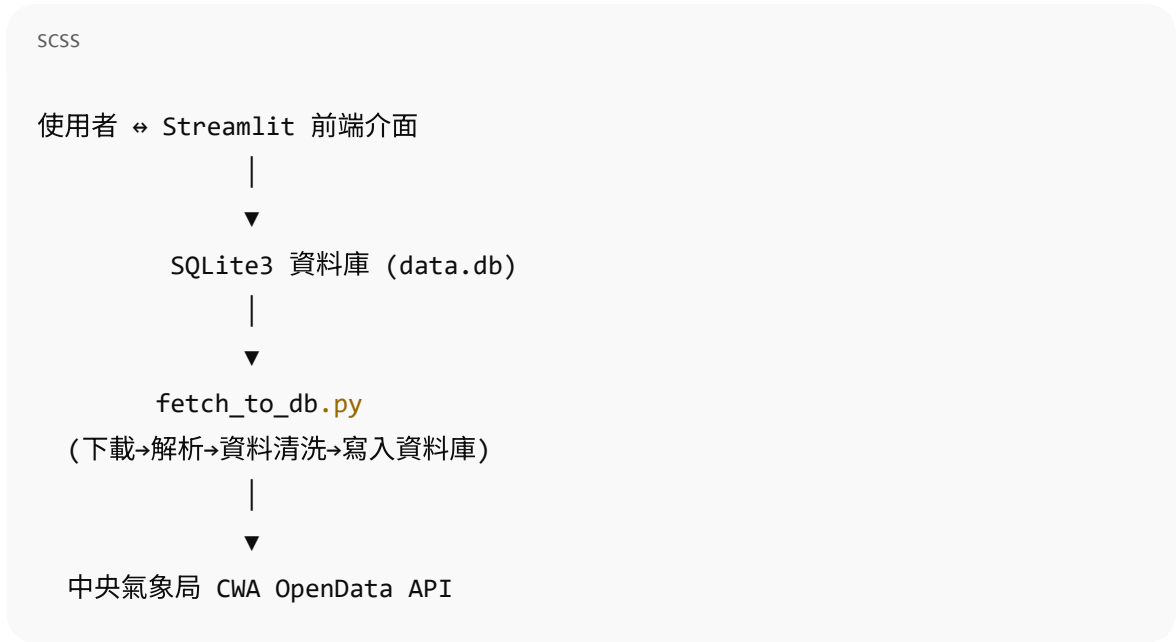 SCSS
使用者 ↔ Streamlit 前端介面
│
▼
SQLite3 資料庫 (data.db)
│
▼
fetch_to_db.py
(下載→解析→資料清洗→寫入資料庫)
│
▼
中央氣象局 CWA OpenData API